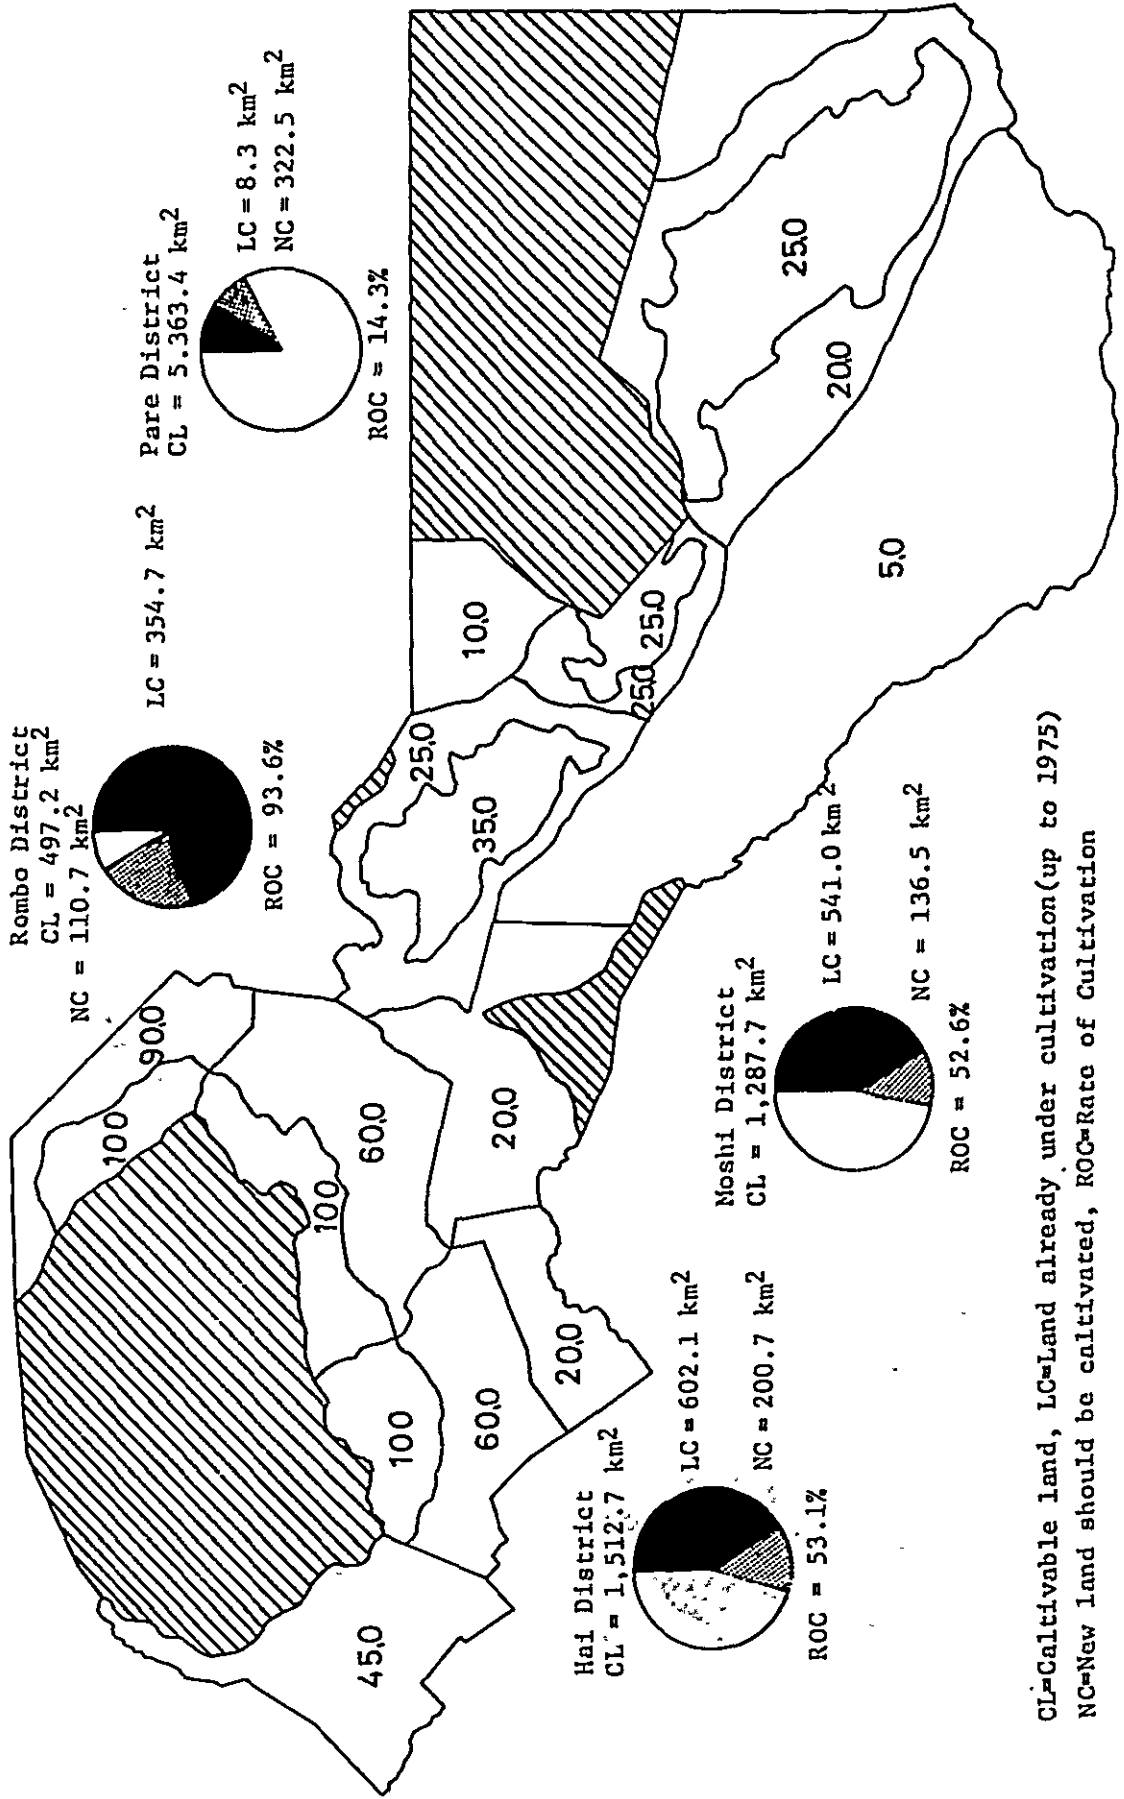 Rombo District
CL = 497.2 km2
NC = 110.7 km2
LC = 354.7 km2
ROC = 93.6%
Pare District
CL = 5.363.4 km2
LC = 8.3 km2
NC = 322.5 km2
ROC = 14.3%
90.0
100
100
60.0
100
60.0
45.0
20.0
20.0
25.0
35.0
10.0
25.0
25.0
25.0
20.0
5.0
Hai District
CL = 1,512.7 km2
LC = 602.1 km2
NC = 200.7 km2
ROC = 53.1%
Moshi District
CL = 1,287.7 km2
LC = 541.0 km2
NC = 136.5 km2
ROC = 52.6%
CL=Caltivable land, LC=Land already under cultivation(up to 1975)
NC=New land should be caltivated, ROC=Rate of Cultivation